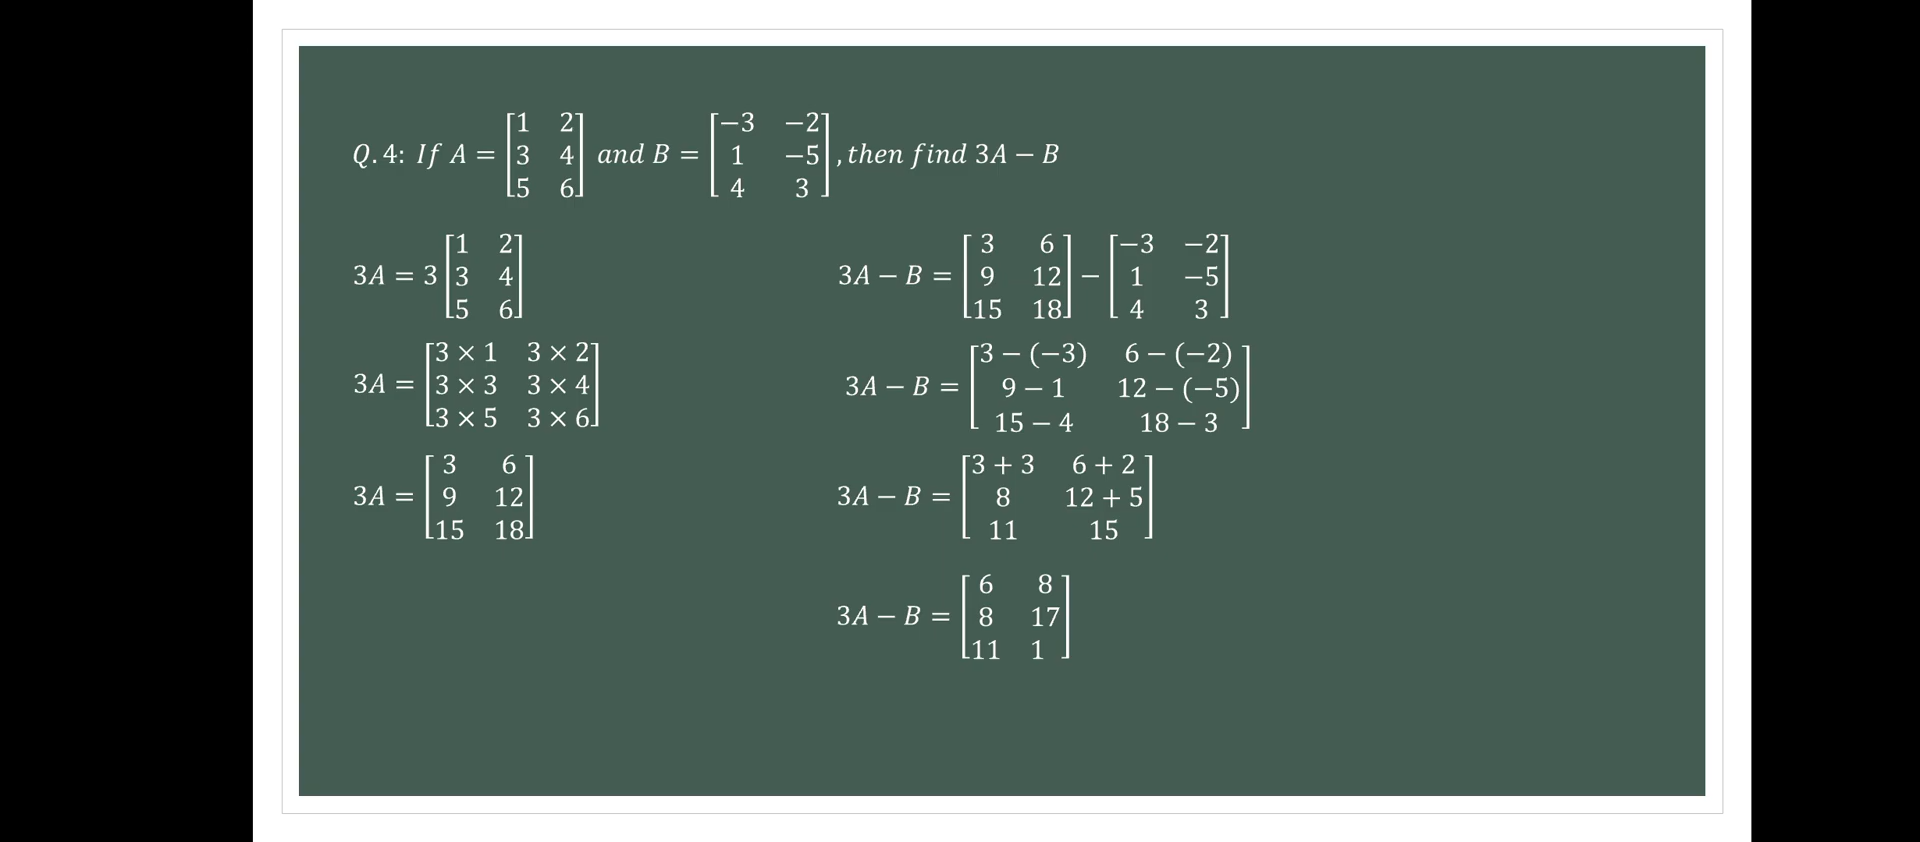 Q.4: If A = [1 2; 3 4; 5 6] and B = [−3 −2; 1 −5; 4 3], then find 3A − B
3A = 3 [1 2; 3 4; 5 6]
3A = [3 × 1 3 × 2; 3 × 3 3 × 4; 3 × 5 3 × 6]
3A = [3 6; 9 12; 15 18]
3A − B = [3 6; 9 12; 15 18] − [−3 −2; 1 −5; 4 3]
3A − B = [3 − (−3) 6 − (−2); 9 − 1 12 − (−5); 15 − 4 18 − 3]
3A − B = [3 + 3 6 + 2; 8 12 + 5; 11 15]
3A − B = [6 8; 8 17; 11 1]